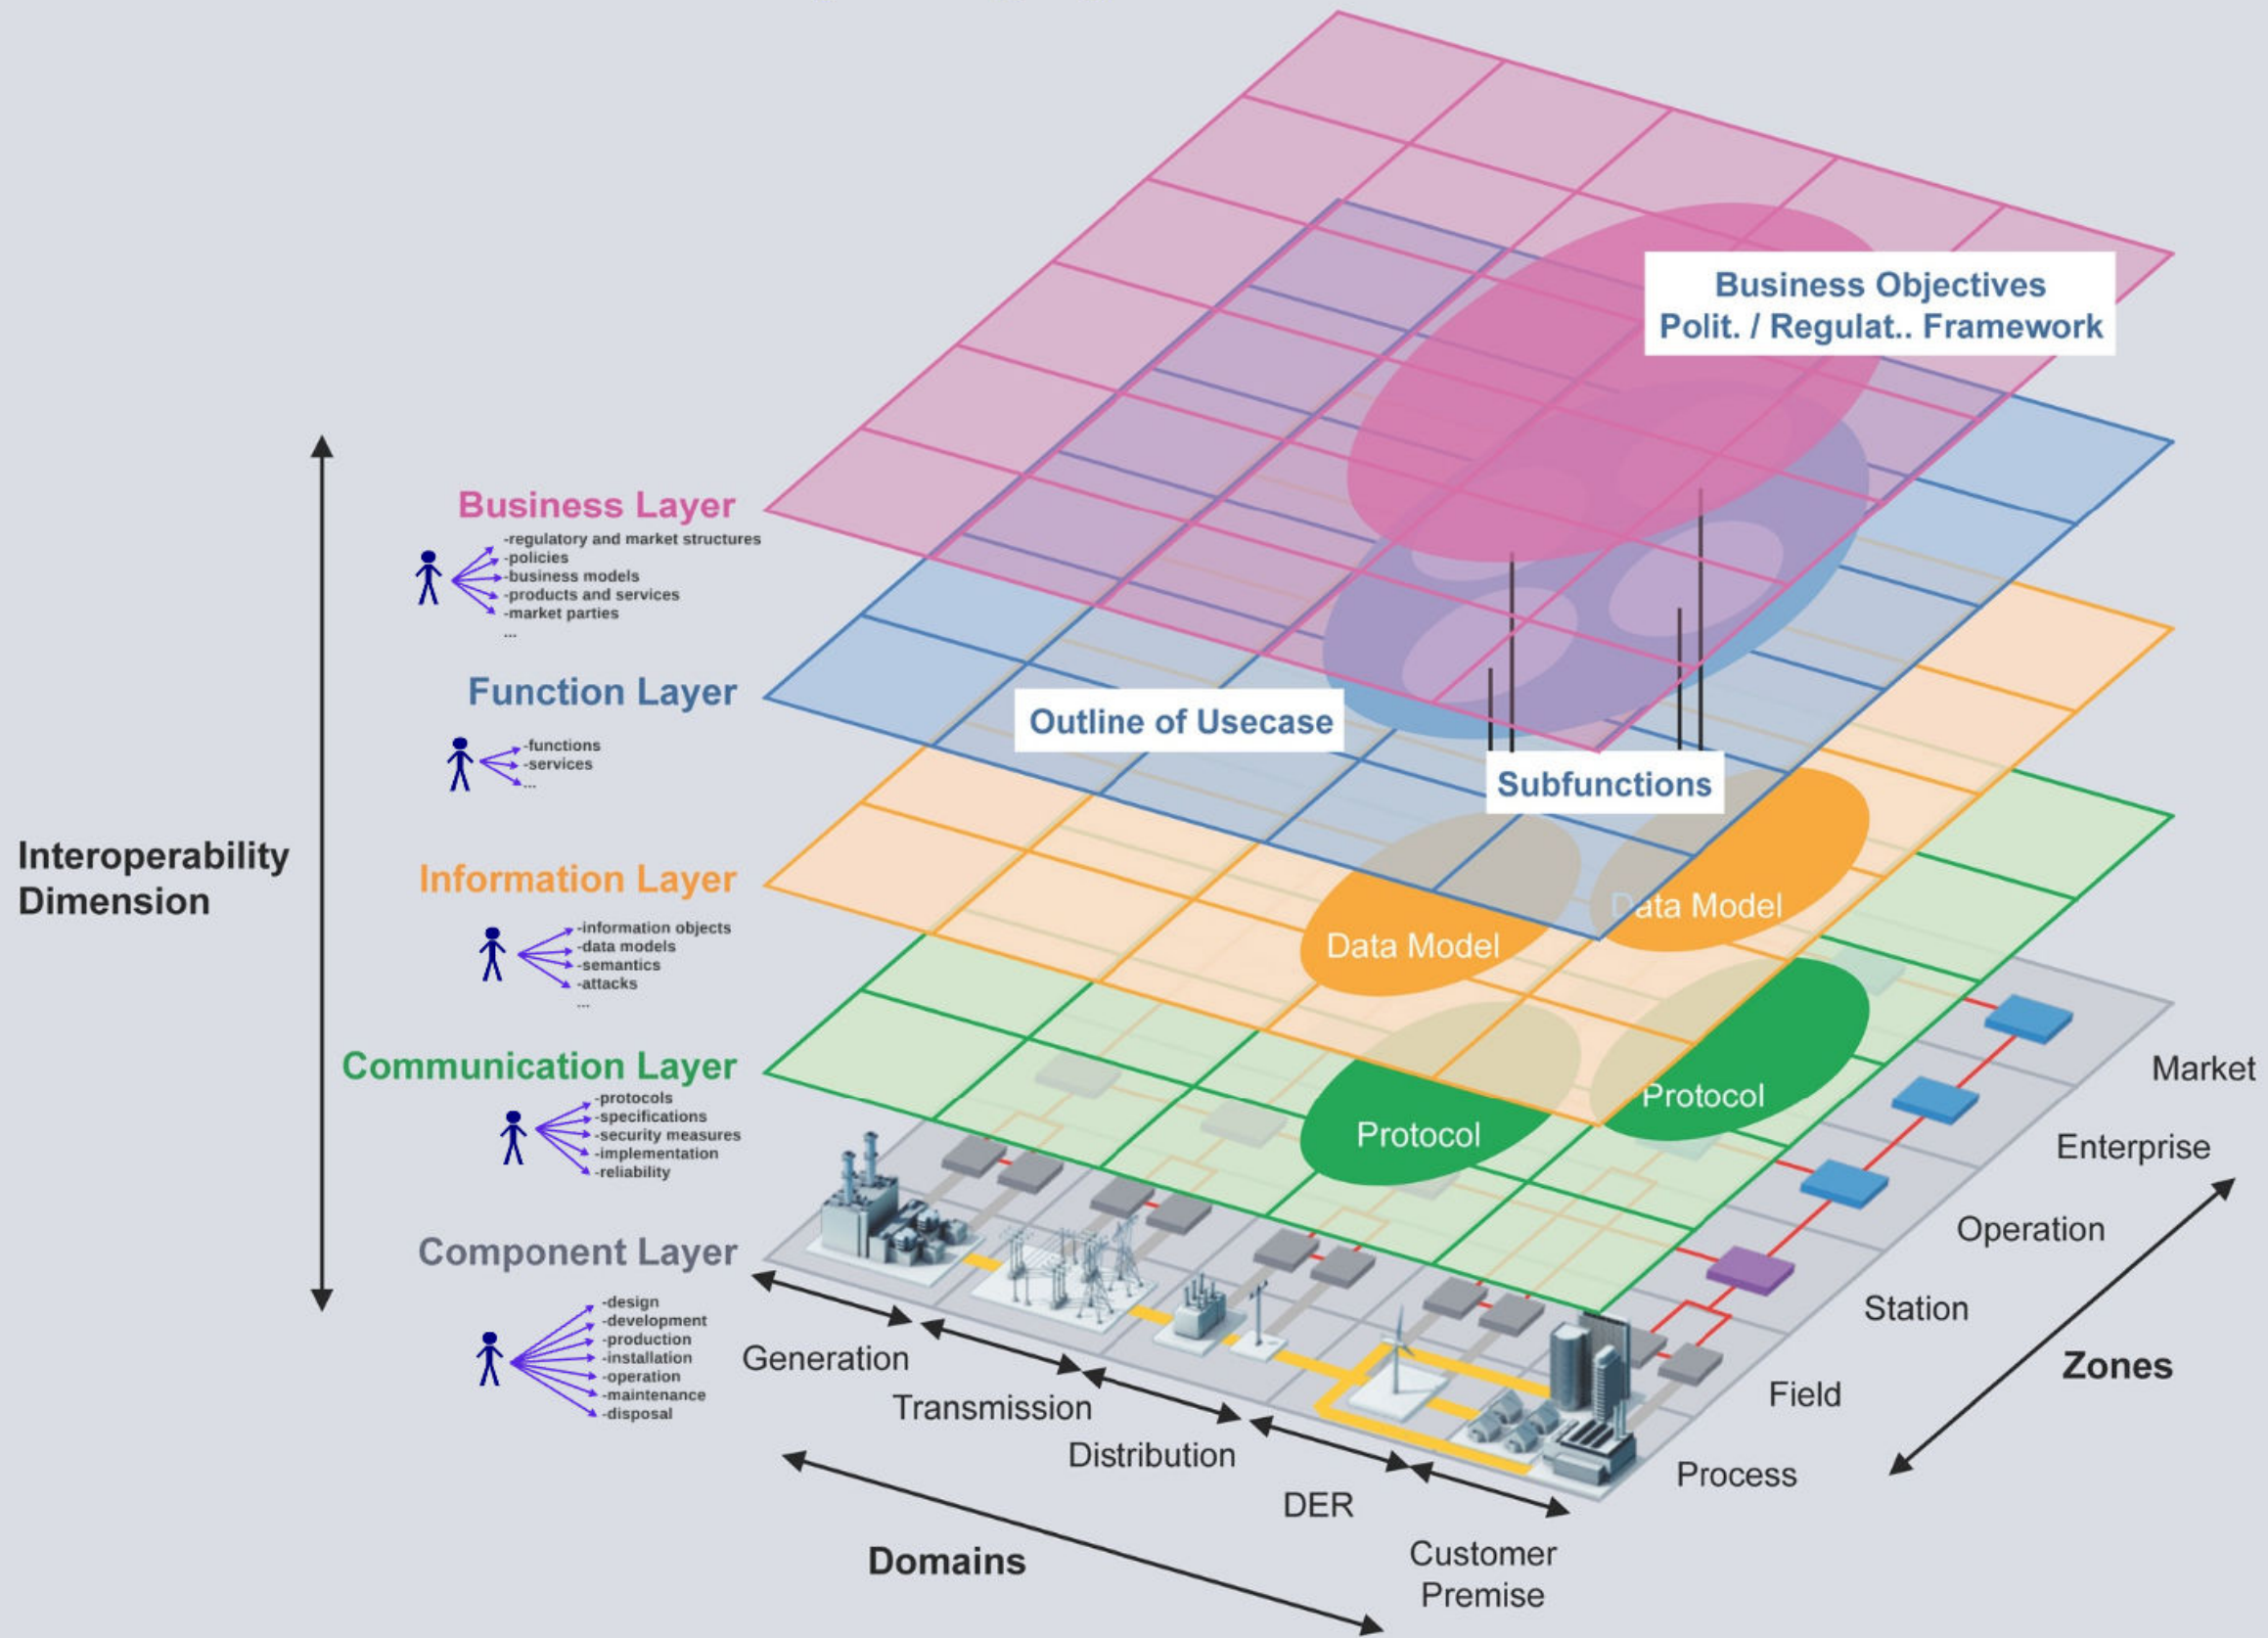 Business Objectives
Polit. / Regulat.. Framework
Business Layer
-regulatory and market structures
-policies
-business models
-products and services
-market parties
...
Function Layer
-functions
-services
...
Outline of Usecase
Subfunctions
Interoperability
Dimension
Information Layer
-information objects
-data models
-semantics
-attacks
...
Data Model
Data Model
Communication Layer
-protocols
-specifications
-security measures
-implementation
-reliability
Protocol
Protocol
Component Layer
-design
-development
-production
-installation
-operation
-maintenance
-disposal
Market
Enterprise
Operation
Station
Field
Process
Zones
Generation
Transmission
Distribution
DER
Customer
Premise
Domains